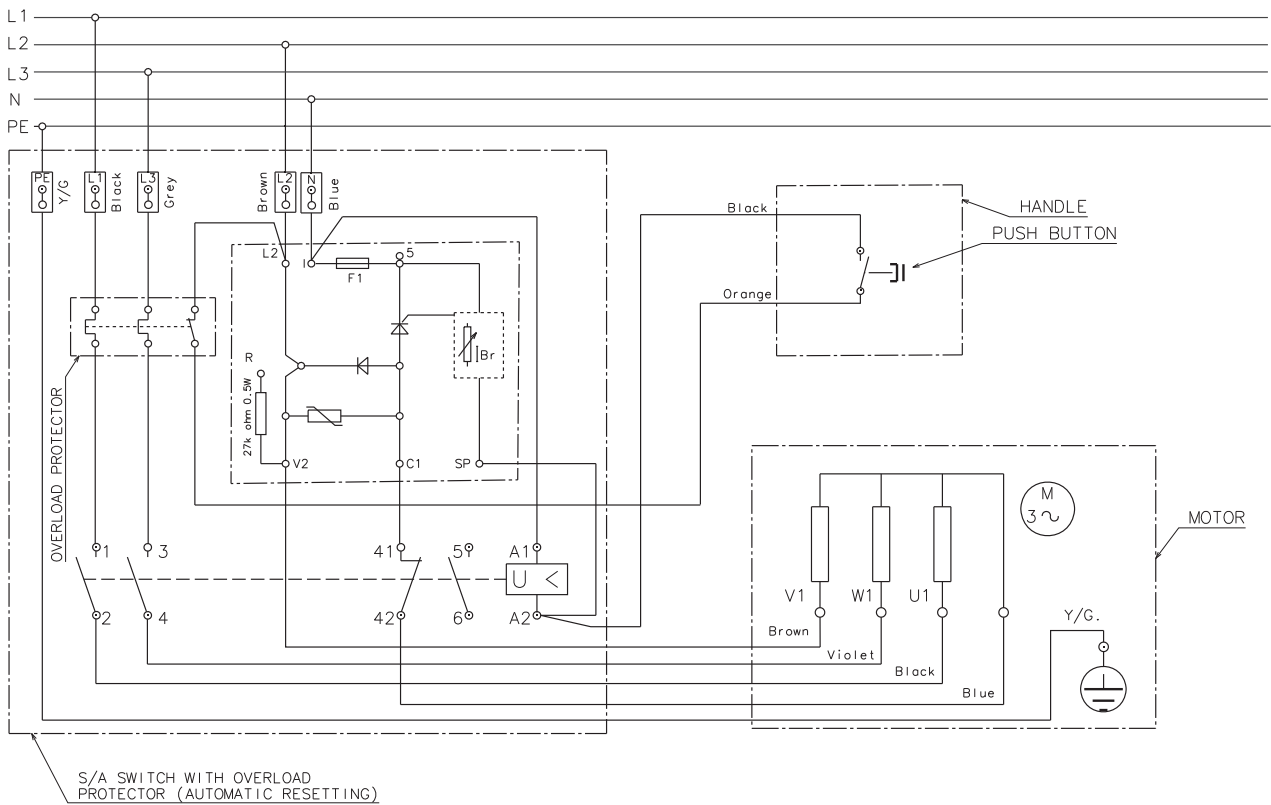 L1
L2
L3
N
PE
PE
Y/G
L1
Black
L3
Grey
Brown
L2
N
Blue
L2
I
F1
5
Br
R
27k ohm 0.5W
V2
C1
SP
OVERLOAD PROTECTOR
1
3
41
5
A1
U <
2
4
42
6
A2
Black
Orange
HANDLE
PUSH BUTTON
M
3~
MOTOR
V1
W1
U1
Y/G.
Brown
Violet
Black
Blue
S/A SWITCH WITH OVERLOAD
PROTECTOR (AUTOMATIC RESETTING)